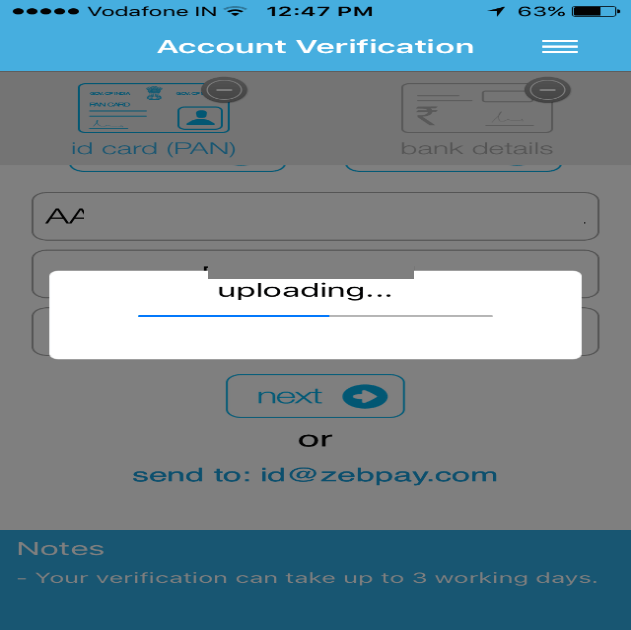 Vodafone IN 12:47 PM 63%
Account Verification
PAN CARD
id card (PAN) bank details
uploading...
next
or
send to: id@zebpay.com
Notes
- Your verification can take up to 3 working days.